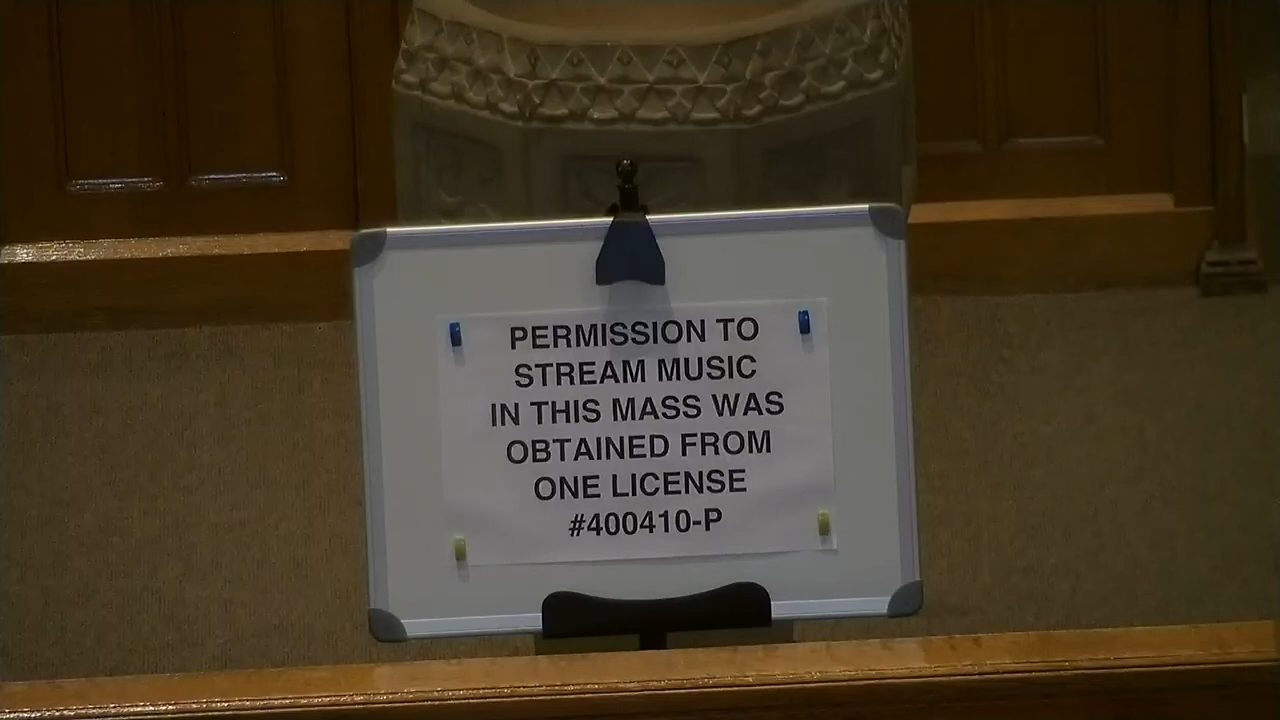 PERMISSION TO
STREAM MUSIC
IN THIS MASS WAS
OBTAINED FROM
ONE LICENSE
#400410-P